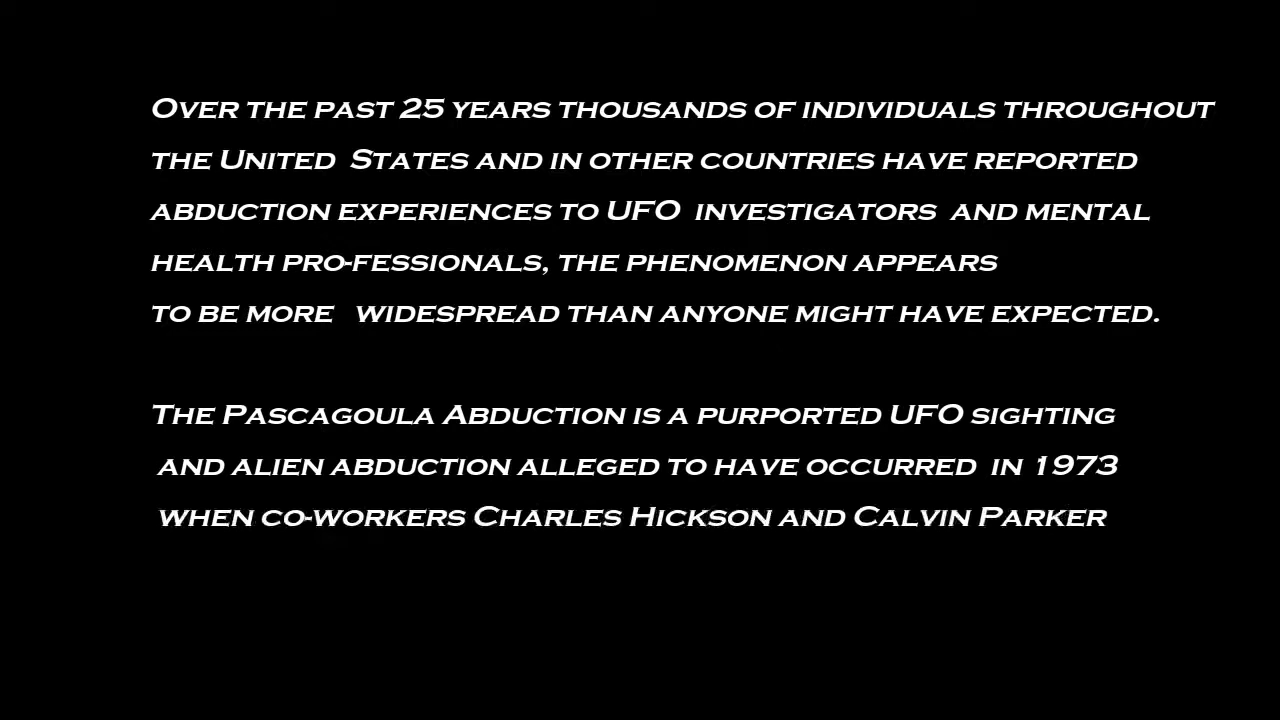 Over the past 25 years thousands of individuals throughout
the United States and in other countries have reported
abduction experiences to UFO investigators and mental
health pro-fessionals, the phenomenon appears
to be more widespread than anyone might have expected.
The Pascagoula Abduction is a purported UFO sighting
and alien abduction alleged to have occurred in 1973
when co-workers Charles Hickson and Calvin Parker